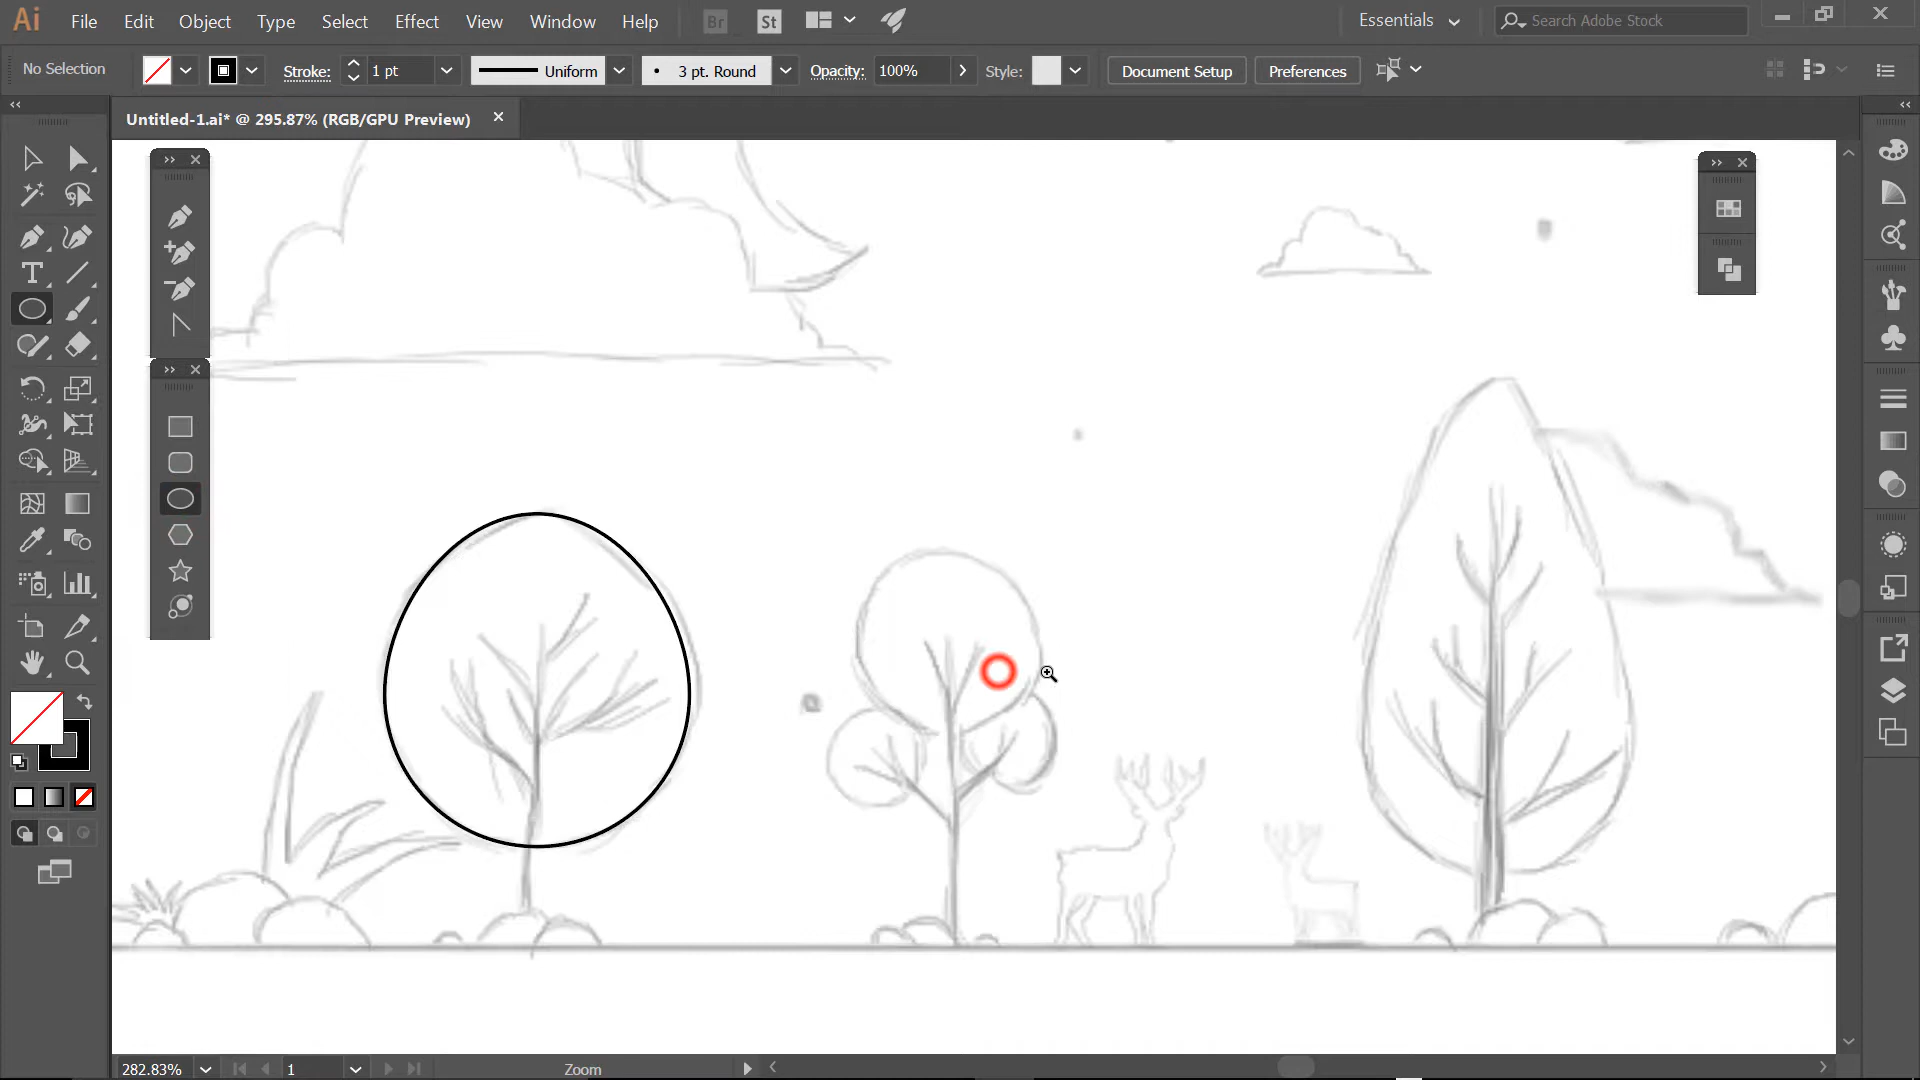 Ai File Edit Object Type Select Effect View Window Help Br St Essentials Search Adobe Stock
No Selection Stroke: 1 pt Uniform 3 pt. Round Opacity: 100% Style: Document Setup Preferences
Untitled-1.ai* @ 295.87% (RGB/GPU Preview)
282.83% 1 Zoom